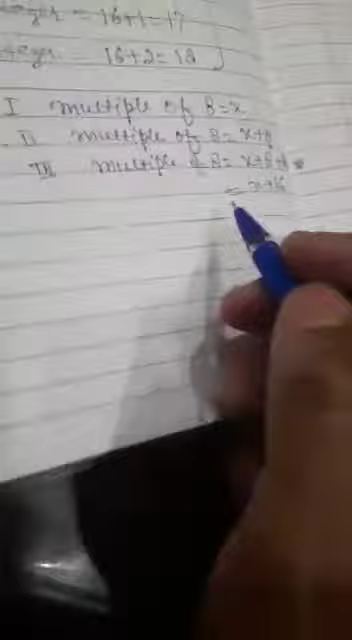 = 16+1=17
= 16+2=18
I multiple of 8=x
II multiple of 8= x+8
III multiple of 8= x+8+8
= x+16